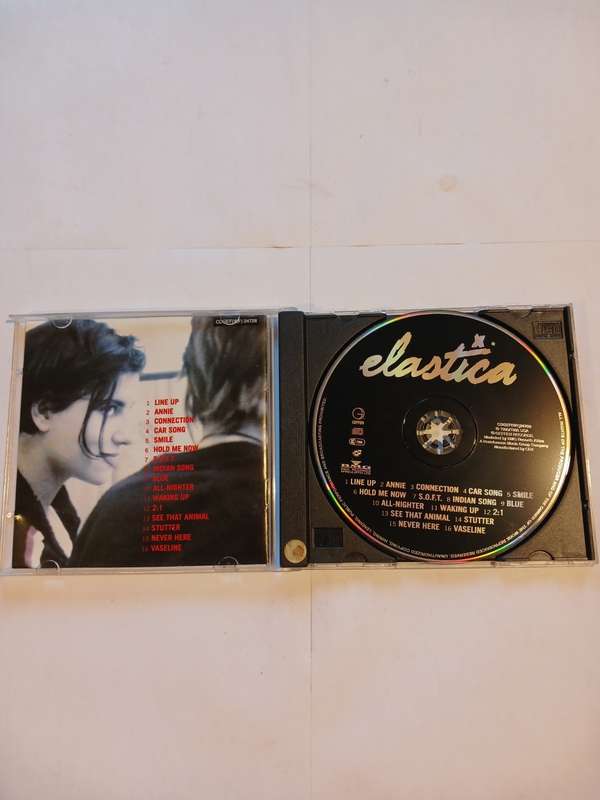 1 LINE UP
2 ANNIE
3 CONNECTION
4 CAR SONG
5 SMILE
6 HOLD ME NOW
7 S.O.F.T.
8 INDIAN SONG
9 BLUE
10 ALL-NIGHTER
11 WAKING UP
12 2:1
13 SEE THAT ANIMAL
14 STUTTER
15 NEVER HERE
16 VASELINE
elastica
BMG
1 LINE UP 2 ANNIE 3 CONNECTION 4 CAR SONG 5 SMILE
6 HOLD ME NOW 7 S.O.F.T. 8 INDIAN SONG 9 BLUE
10 ALL-NIGHTER 11 WAKING UP 12 2:1
13 SEE THAT ANIMAL 14 STUTTER
15 NEVER HERE 16 VASELINE